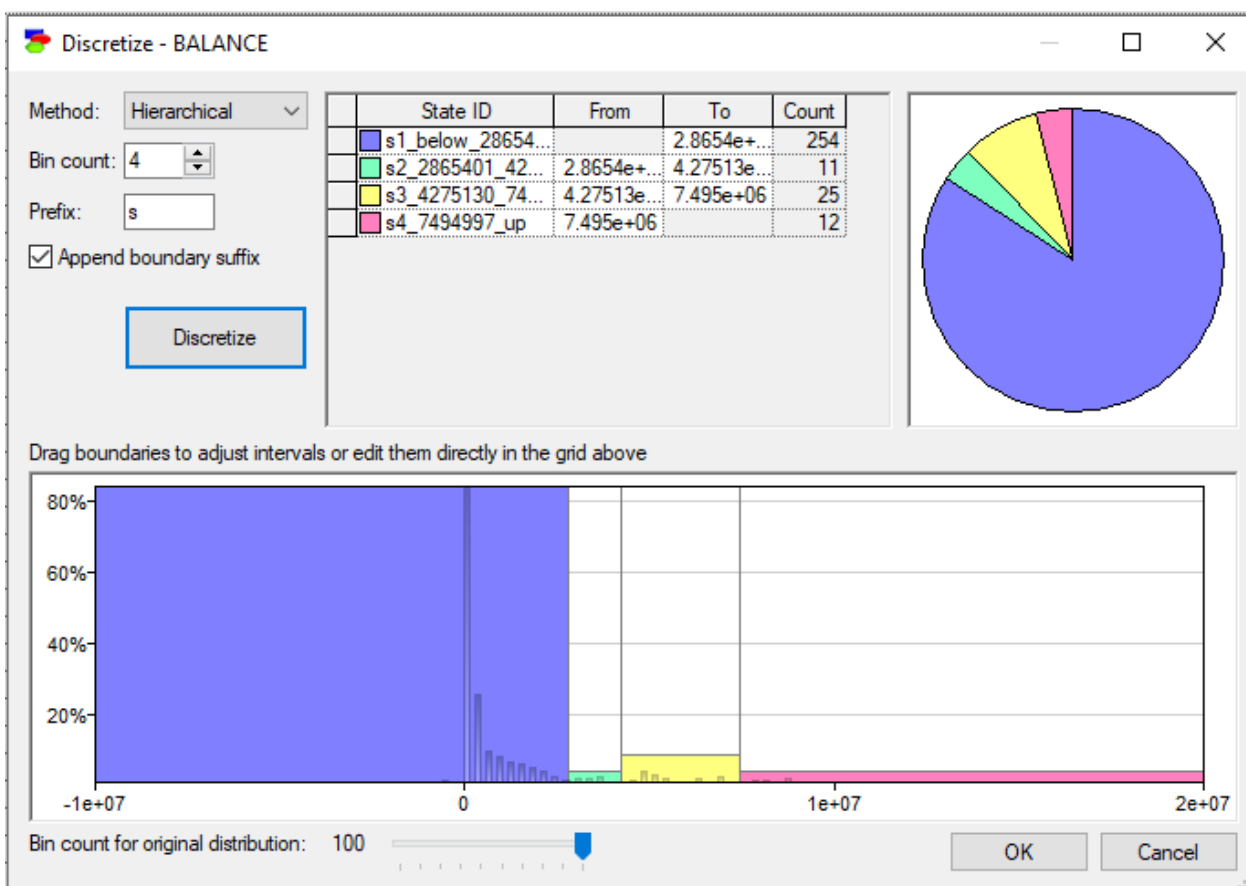 Discretize - BALANCE
Method: Hierarchical
Bin count: 4
Prefix: s
Append boundary suffix
Discretize
State ID From To Count
s1_below_28654... 2.8654e+... 254
s2_2865401_42... 2.8654e+... 4.27513e... 11
s3_4275130_74... 4.27513e... 7.495e+06 25
s4_7494997_up 7.495e+06 12
Drag boundaries to adjust intervals or edit them directly in the grid above
80%
60%
40%
20%
-1e+07 0 1e+07 2e+07
Bin count for original distribution: 100
OK Cancel